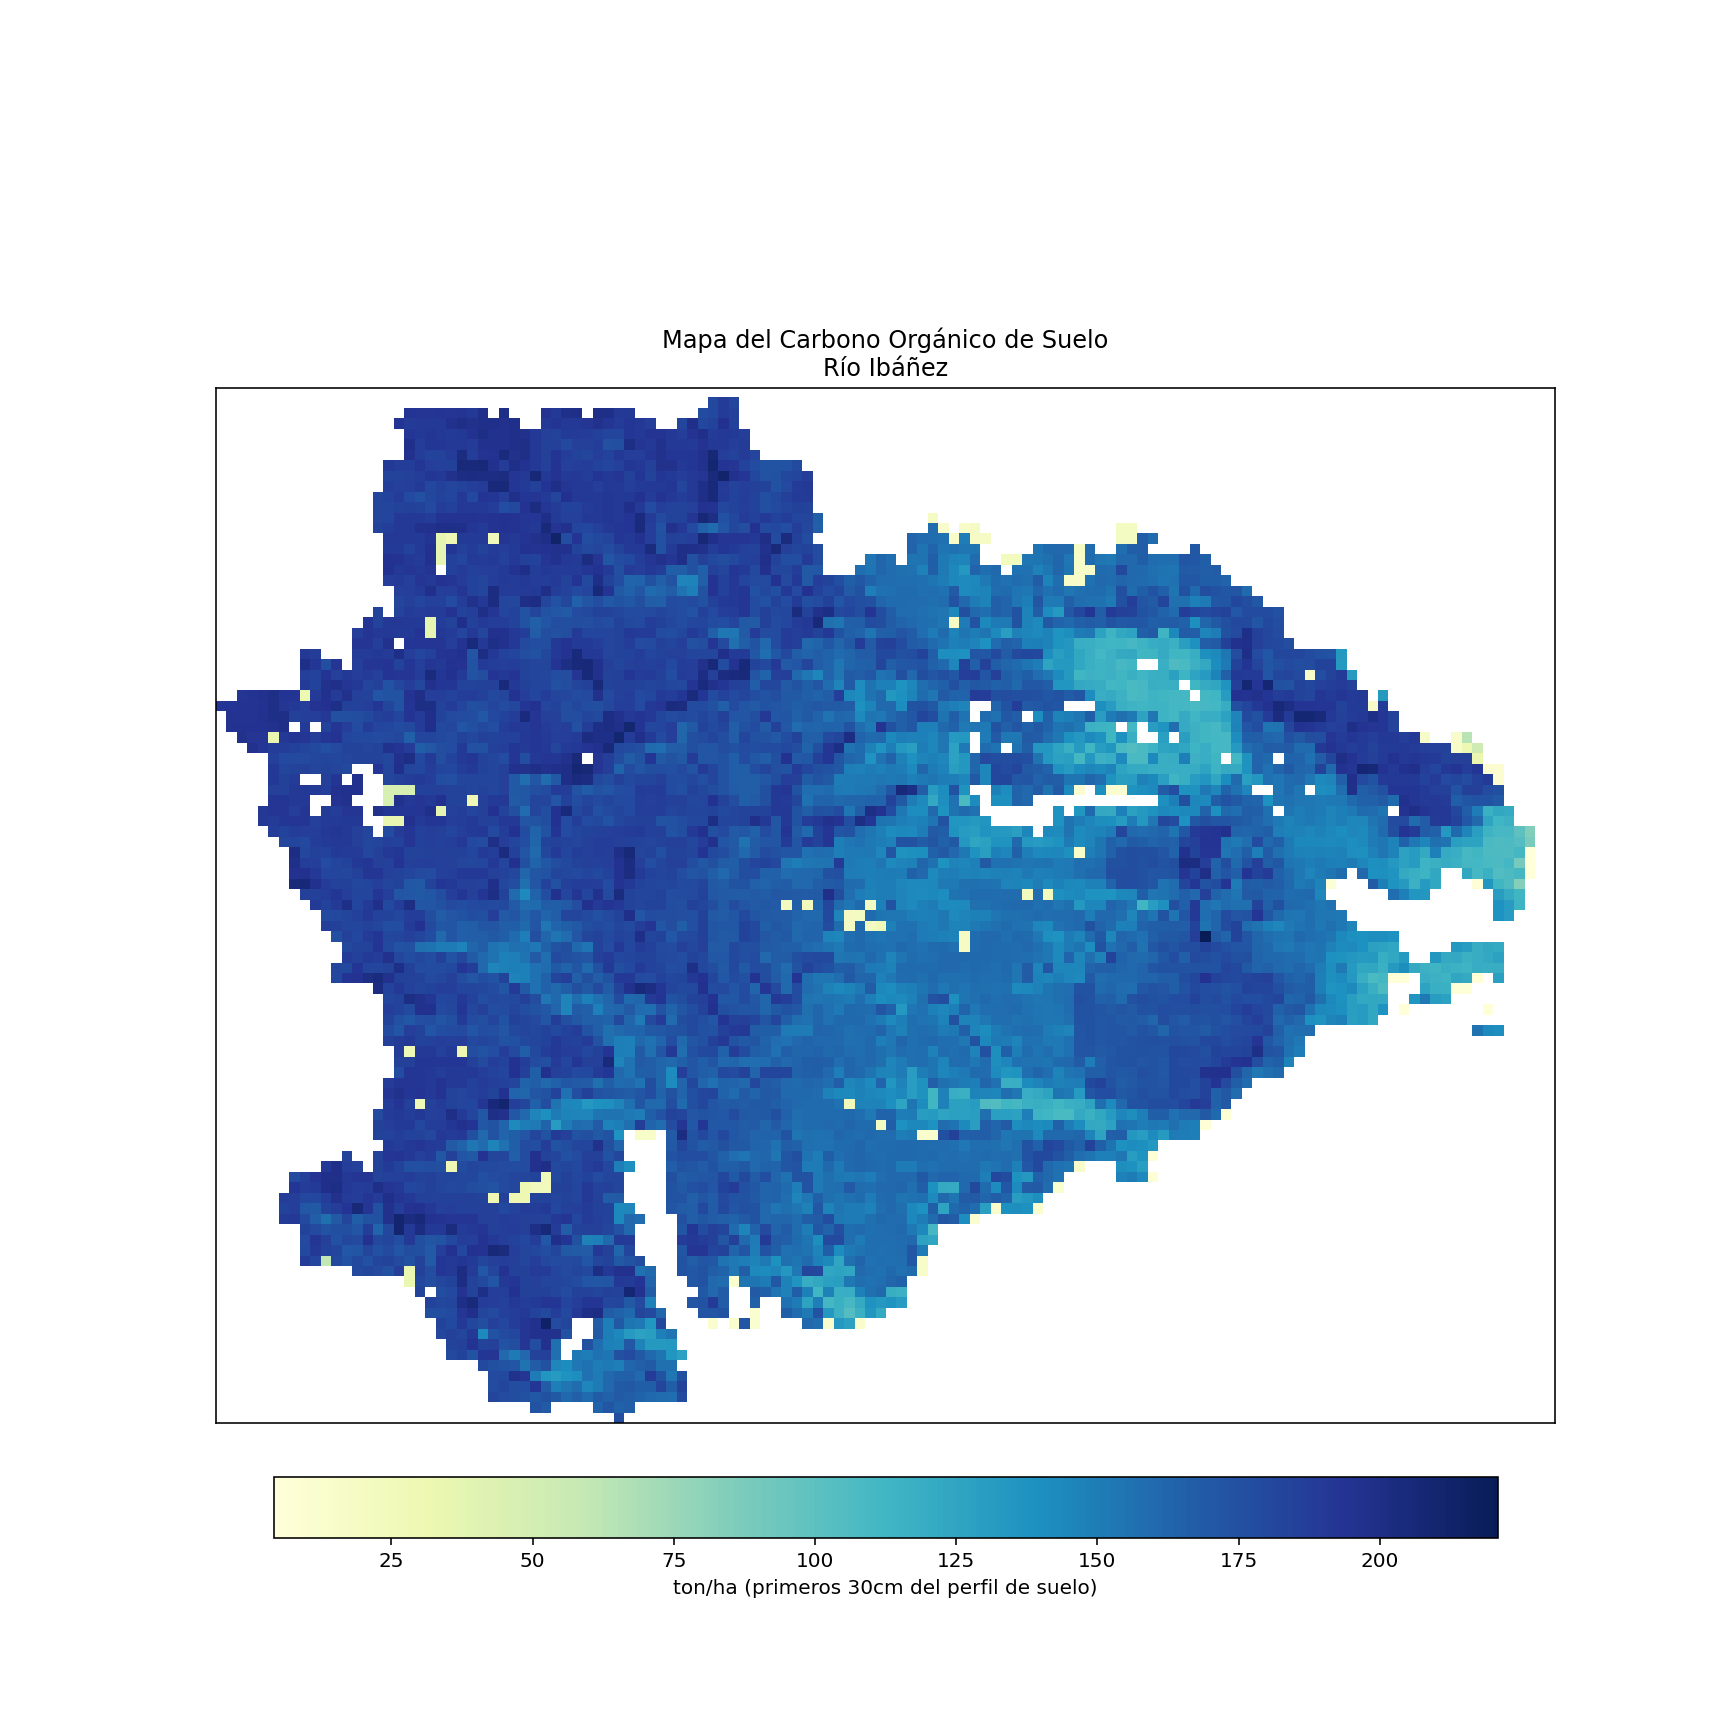 Mapa del Carbono Orgánico de Suelo
Río Ibáñez
25 50 75 100 125 150 175 200
ton/ha (primeros 30cm del perfil de suelo)